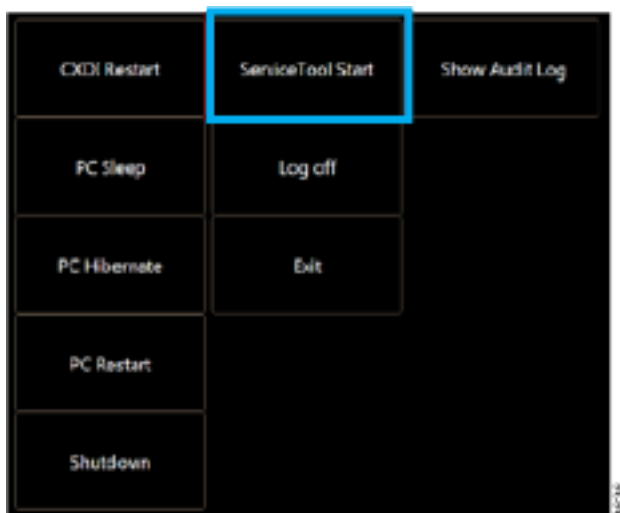 CXDI Restart
ServiceTool Start
Show Audit Log
PC Sleep
Log off
PC Hibernate
Exit
PC Restart
Shutdown